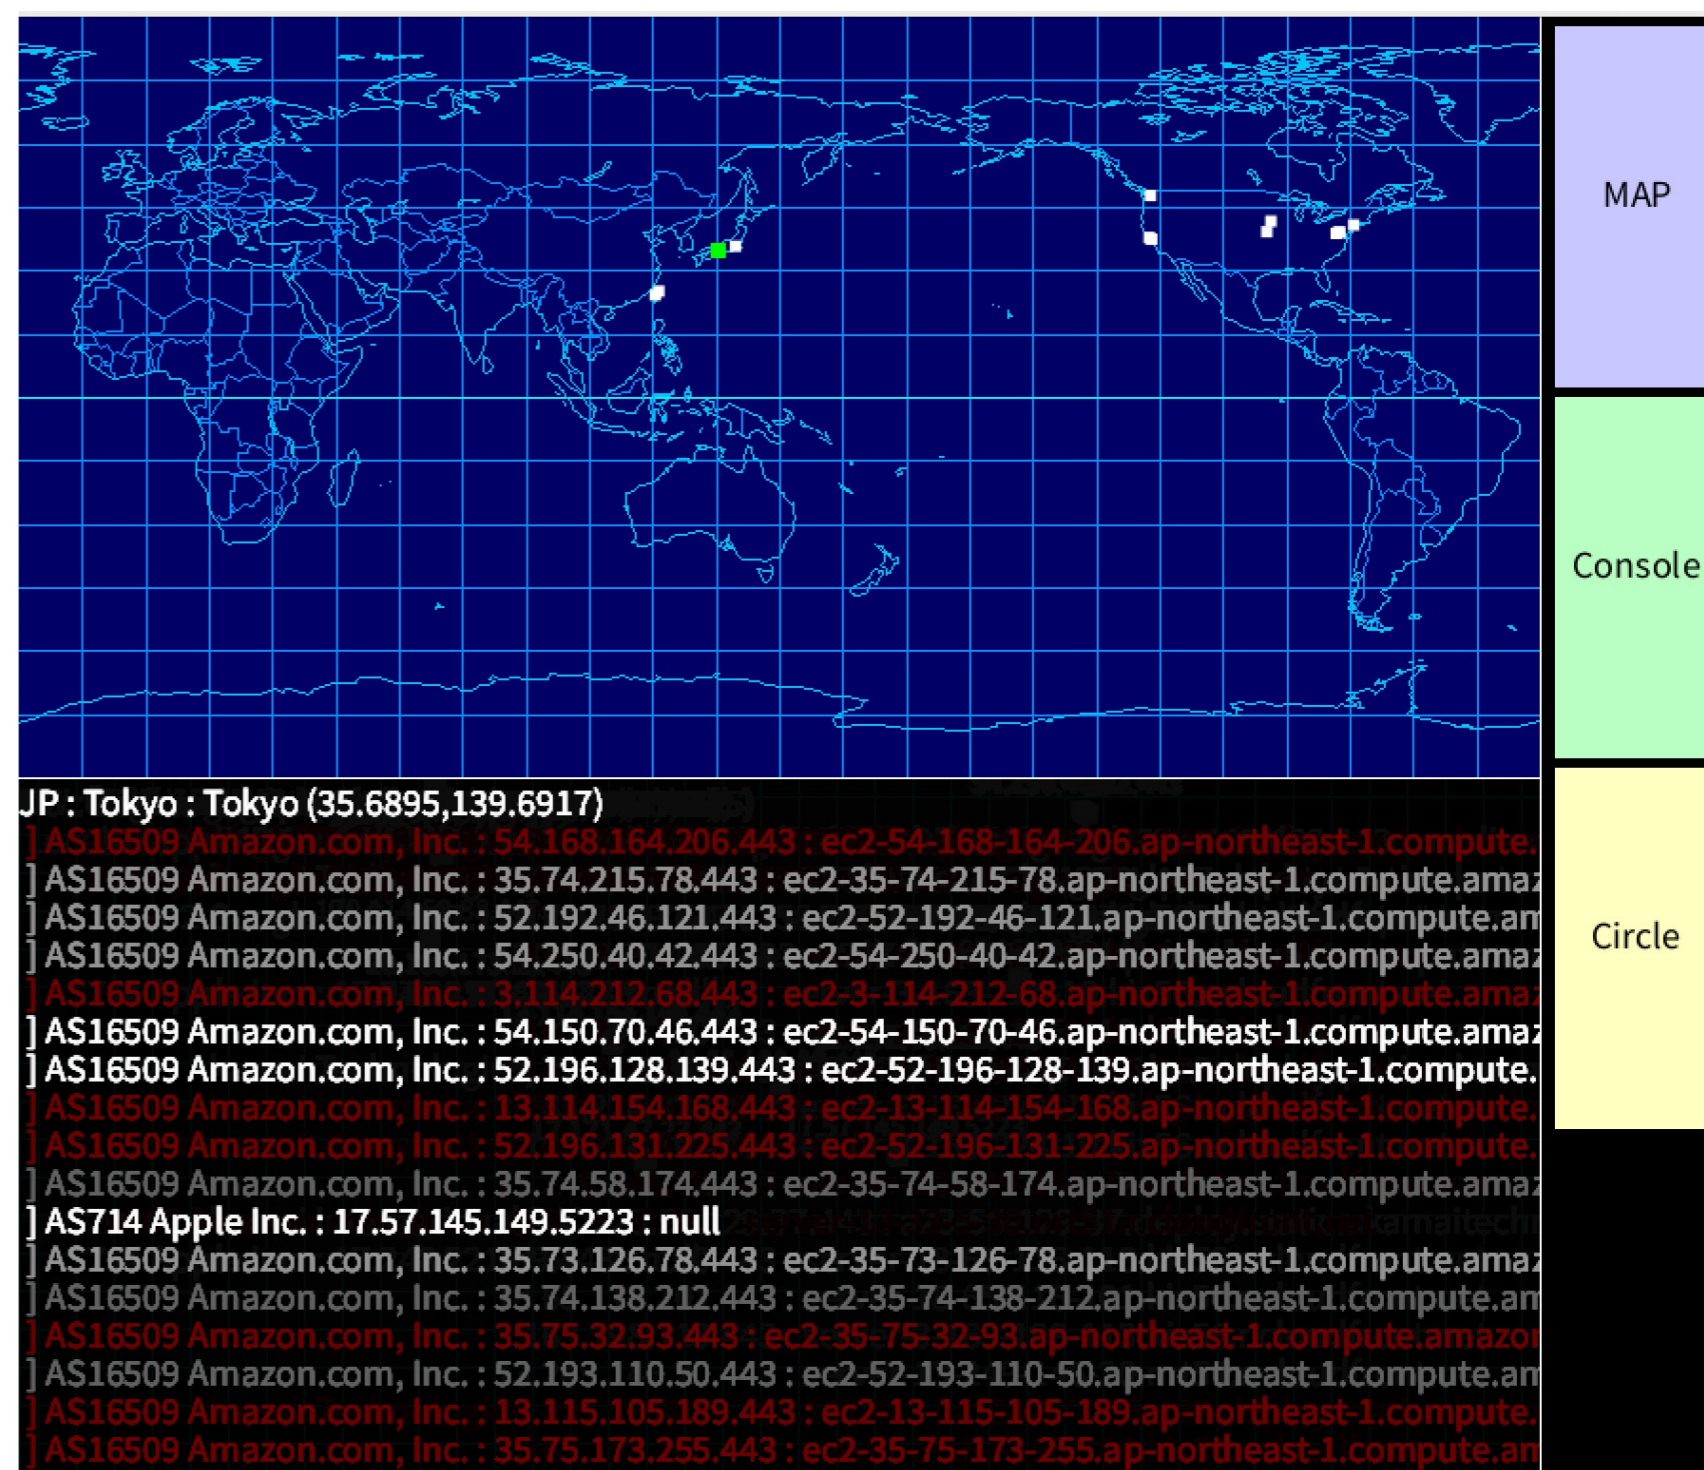 MAP
Console
Circle
JP : Tokyo : Tokyo (35.6895,139.6917)
] AS16509 Amazon.com, Inc. : 54.168.164.206.443 : ec2-54-168-164-206.ap-northeast-1.compute.
] AS16509 Amazon.com, Inc. : 35.74.215.78.443 : ec2-35-74-215-78.ap-northeast-1.compute.amaz
] AS16509 Amazon.com, Inc. : 52.192.46.121.443 : ec2-52-192-46-121.ap-northeast-1.compute.am
] AS16509 Amazon.com, Inc. : 54.250.40.42.443 : ec2-54-250-40-42.ap-northeast-1.compute.amaz
] AS16509 Amazon.com, Inc. : 3.114.212.68.443 : ec2-3-114-212-68.ap-northeast-1.compute.amaz
] AS16509 Amazon.com, Inc. : 54.150.70.46.443 : ec2-54-150-70-46.ap-northeast-1.compute.amaz
] AS16509 Amazon.com, Inc. : 52.196.128.139.443 : ec2-52-196-128-139.ap-northeast-1.compute.
] AS16509 Amazon.com, Inc. : 13.114.154.168.443 : ec2-13-114-154-168.ap-northeast-1.compute.
] AS16509 Amazon.com, Inc. : 52.196.131.225.443 : ec2-52-196-131-225.ap-northeast-1.compute.
] AS16509 Amazon.com, Inc. : 35.74.58.174.443 : ec2-35-74-58-174.ap-northeast-1.compute.amaz
] AS714 Apple Inc. : 17.57.145.149.5223 : null
] AS16509 Amazon.com, Inc. : 35.73.126.78.443 : ec2-35-73-126-78.ap-northeast-1.compute.amaz
] AS16509 Amazon.com, Inc. : 35.74.138.212.443 : ec2-35-74-138-212.ap-northeast-1.compute.am
] AS16509 Amazon.com, Inc. : 35.75.32.93.443 : ec2-35-75-32-93.ap-northeast-1.compute.amazon
] AS16509 Amazon.com, Inc. : 52.193.110.50.443 : ec2-52-193-110-50.ap-northeast-1.compute.am
] AS16509 Amazon.com, Inc. : 13.115.105.189.443 : ec2-13-115-105-189.ap-northeast-1.compute.
] AS16509 Amazon.com, Inc. : 35.75.173.255.443 : ec2-35-75-173-255.ap-northeast-1.compute.am